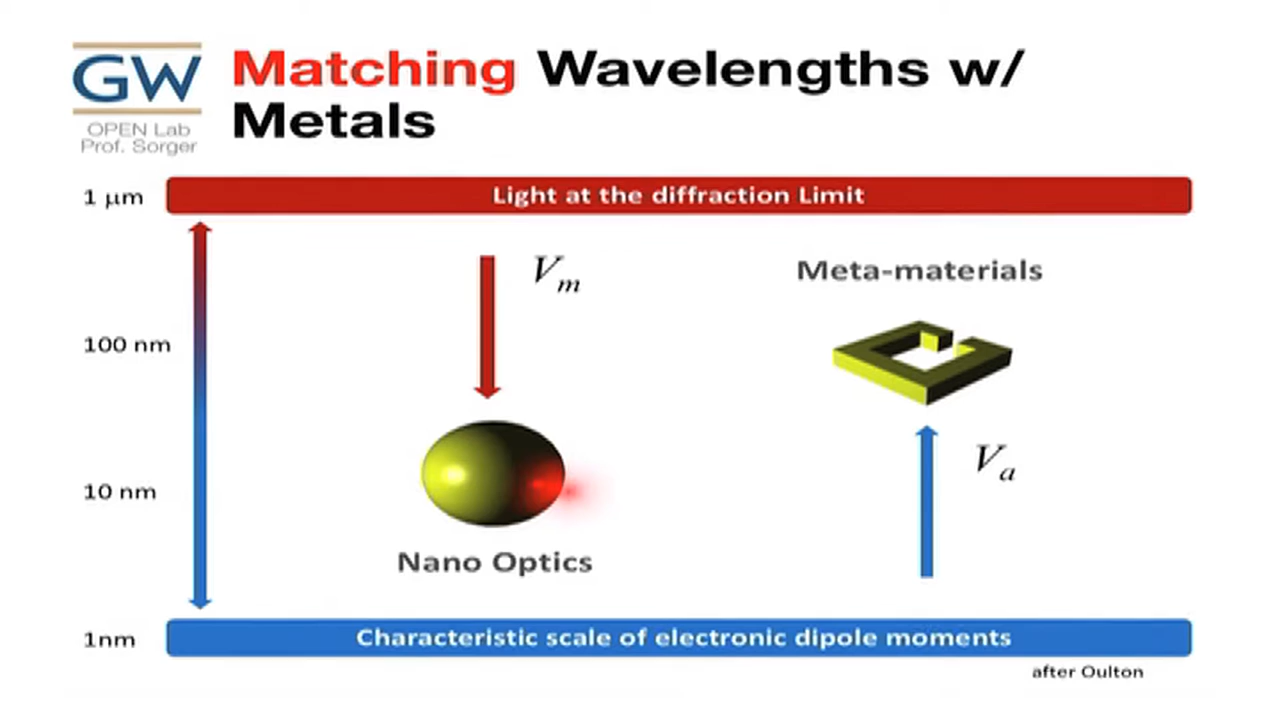 GW
OPEN Lab
Prof. Sorger
Matching Wavelengths w/
Metals
1 µm
Light at the diffraction Limit
V_m
Meta-materials
100 nm
V_a
10 nm
Nano Optics
1nm
Characteristic scale of electronic dipole moments
after Oulton